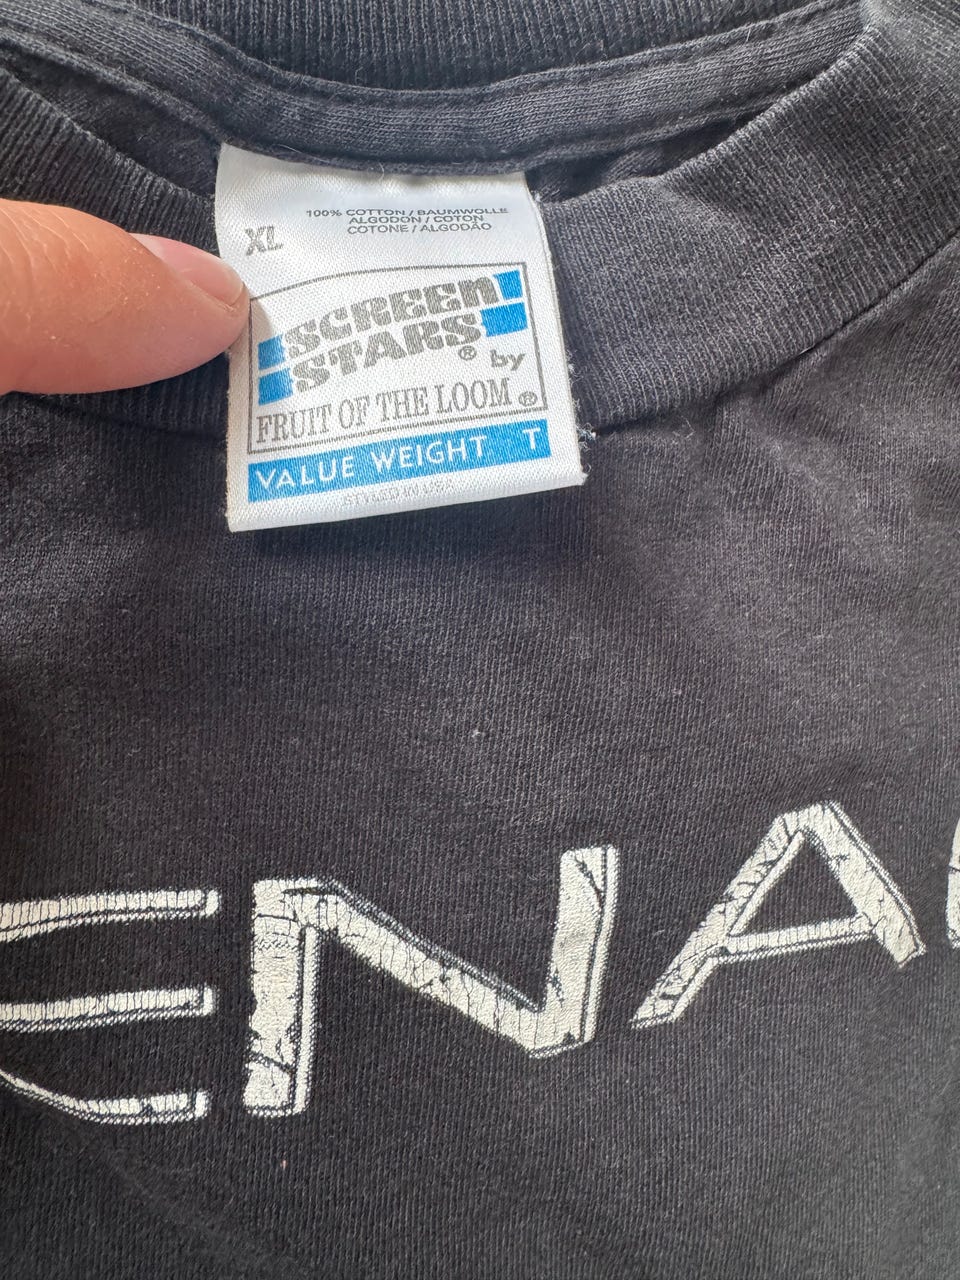 XL
100% COTTON / BAUMWOLLE
ALGODON / COTON
COTONE / ALGODÃO
SCREEN
STARS® by
FRUIT OF THE LOOM®
VALUE WEIGHT T
ENA